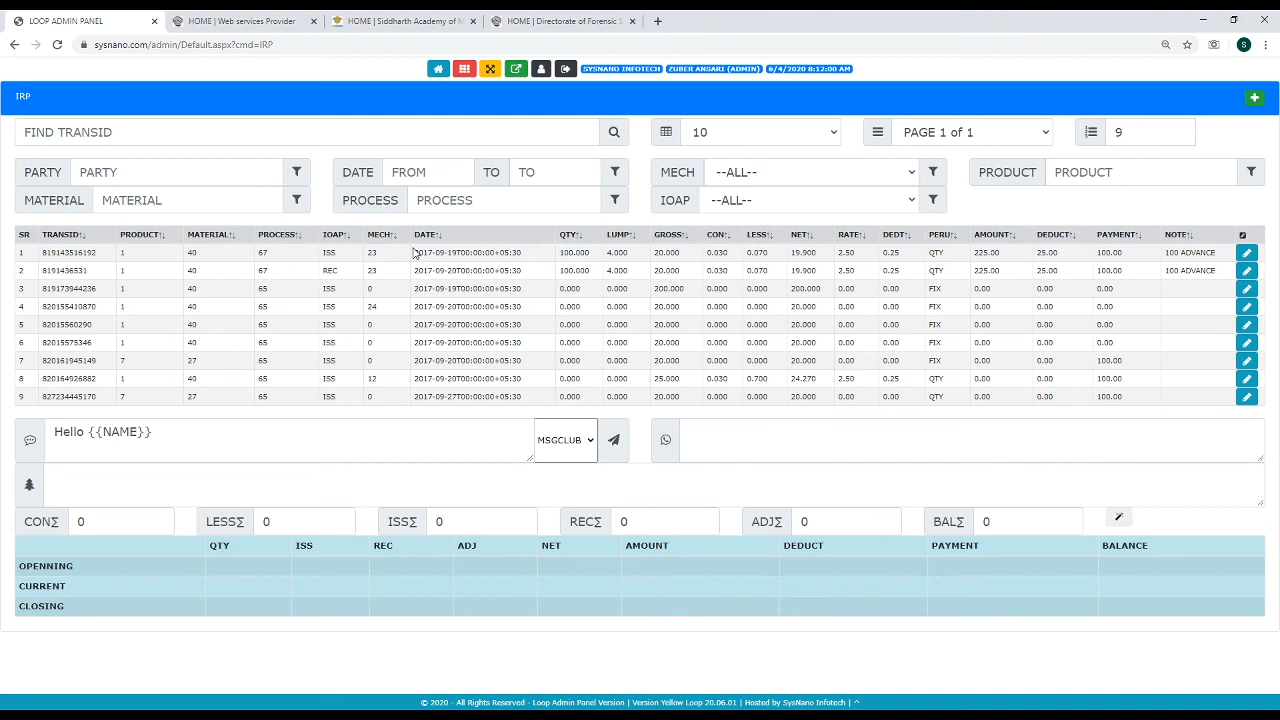 LOOP ADMIN PANEL
HOME | Web services Provider
HOME | Siddharth Academy of M
HOME | Directorate of Forensic S
sysnano.com/admin/Default.aspx?cmd=IRP
S
SYSNANO INFOTECH ZUBER ANSARI (ADMIN) 6/4/2020 8:12:00 AM
IRP
FIND TRANSID 10 PAGE 1 of 1 9
PARTY PARTY DATE FROM TO TO MECH --ALL-- PRODUCT PRODUCT
MATERIAL MATERIAL PROCESS PROCESS IOAP --ALL--
SR TRANSID↑↓ PRODUCT↑↓ MATERIAL↑↓ PROCESS↑↓ IOAP↑↓ MECH↑↓ DATE↑↓ QTY↑↓ LUMP↑↓ GROSS↑↓ CON↑↓ LESS↑↓ NET↑↓ RATE↑↓ DEDT↑↓ PERU↑↓ AMOUNT↑↓ DEDUCT↑↓ PAYMENT↑↓ NOTE↑↓
1 819143516192 1 40 67 ISS 23 2017-09-19T00:00:00+05:30 100.000 4.000 20.000 0.030 0.070 19.900 2.50 0.25 QTY 225.00 25.00 100.00 100 ADVANCE
2 8191436531 1 40 67 REC 23 2017-09-19T00:00:00+05:30 100.000 4.000 20.000 0.030 0.070 19.900 2.50 0.25 QTY 225.00 25.00 100.00 100 ADVANCE
3 819173944236 1 40 65 ISS 0 2017-09-19T00:00:00+05:30 0.000 0.000 200.000 0.000 0.000 200.000 0.00 0.00 FIX 0.00 0.00 0.00
4 820155410870 1 40 65 ISS 24 2017-09-20T00:00:00+05:30 0.000 0.000 20.000 0.000 0.000 20.000 0.00 0.00 FIX 0.00 0.00 0.00
5 82015560290 1 40 65 ISS 0 2017-09-20T00:00:00+05:30 0.000 0.000 20.000 0.000 0.000 20.000 0.00 0.00 FIX 0.00 0.00 0.00
6 82015575346 1 40 65 ISS 0 2017-09-20T00:00:00+05:30 0.000 0.000 20.000 0.000 0.000 20.000 0.00 0.00 FIX 0.00 0.00 0.00
7 820161945149 7 27 65 ISS 0 2017-09-20T00:00:00+05:30 0.000 0.000 20.000 0.000 0.000 20.000 0.00 0.00 FIX 0.00 0.00 100.00
8 820164926882 1 40 65 ISS 12 2017-09-20T00:00:00+05:30 0.000 0.000 25.000 0.030 0.700 24.270 2.50 0.25 QTY 0.00 0.00 100.00
9 827234445170 7 27 65 ISS 0 2017-09-27T00:00:00+05:30 0.000 0.000 20.000 0.000 0.000 20.000 0.00 0.00 QTY 0.00 0.00 100.00
Hello {{NAME}} MSGCLUB
CON∑ 0 LESS∑ 0 ISS∑ 0 REC∑ 0 ADJ∑ 0 BAL∑ 0
QTY ISS REC ADJ NET AMOUNT DEDUCT PAYMENT BALANCE
OPENNING
CURRENT
CLOSING
© 2020 - All Rights Reserved - Loop Admin Panel Version | Version Yellow Loop 20.06.01 | Hosted by SysNano Infotech |